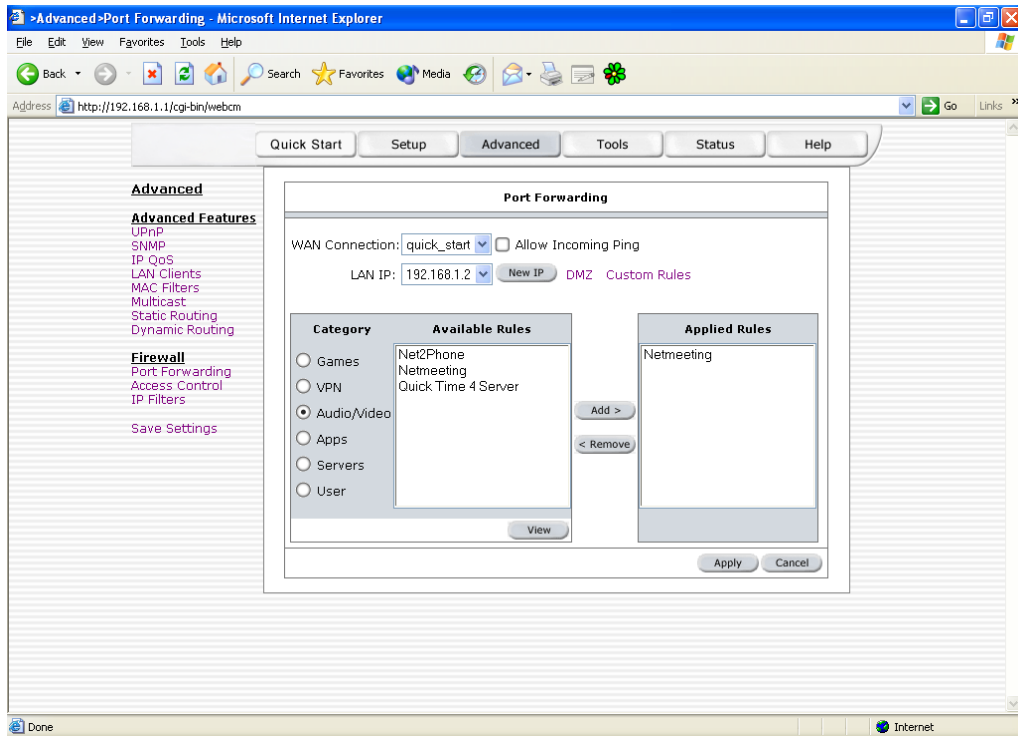 >Advanced>Port Forwarding - Microsoft Internet Explorer
File Edit View Favorites Tools Help
Back Search Favorites Media
Address http://192.168.1.1/cgi-bin/webcm Go Links »
Quick Start Setup Advanced Tools Status Help
Advanced
Advanced Features
UPnP
SNMP
IP QoS
LAN Clients
MAC Filters
Multicast
Static Routing
Dynamic Routing
Firewall
Port Forwarding
Access Control
IP Filters
Save Settings
Port Forwarding
WAN Connection: quick_start Allow Incoming Ping
LAN IP: 192.168.1.2 New IP DMZ Custom Rules
Category Available Rules Applied Rules
Games
VPN
Audio/Video
Apps
Servers
User
Net2Phone
Netmeeting
Quick Time 4 Server
View
Add >
< Remove
Netmeeting
Apply Cancel
Done Internet